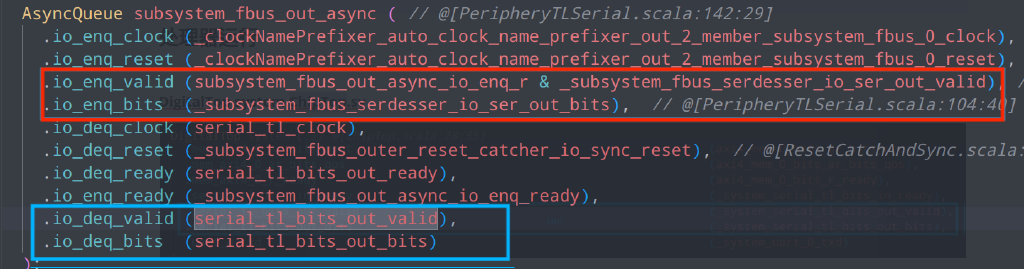 AsyncQueue subsystem_fbus_out_async ( // @[PeripheryTLSerial.scala:142:29]
.io_enq_clock (_clockNamePrefixer_auto_clock_name_prefixer_out_2_member_subsystem_fbus_0_clock),
.io_enq_reset (_clockNamePrefixer_auto_clock_name_prefixer_out_2_member_subsystem_fbus_0_reset),
.io_enq_valid (subsystem_fbus_out_async_io_enq_r & _subsystem_fbus_serdesser_io_ser_out_valid), /
.io_enq_bits (_subsystem_fbus_serdesser_io_ser_out_bits), // @[PeripheryTLSerial.scala:104:40]
.io_deq_clock (serial_tl_clock),
.io_deq_reset (_subsystem_fbus_outer_reset_catcher_io_sync_reset), // @[ResetCatchAndSync.scala:
.io_deq_ready (serial_tl_bits_out_ready),
.io_enq_ready (_subsystem_fbus_out_async_io_enq_ready),
.io_deq_valid (serial_tl_bits_out_valid),
.io_deq_bits (serial_tl_bits_out_bits)
);